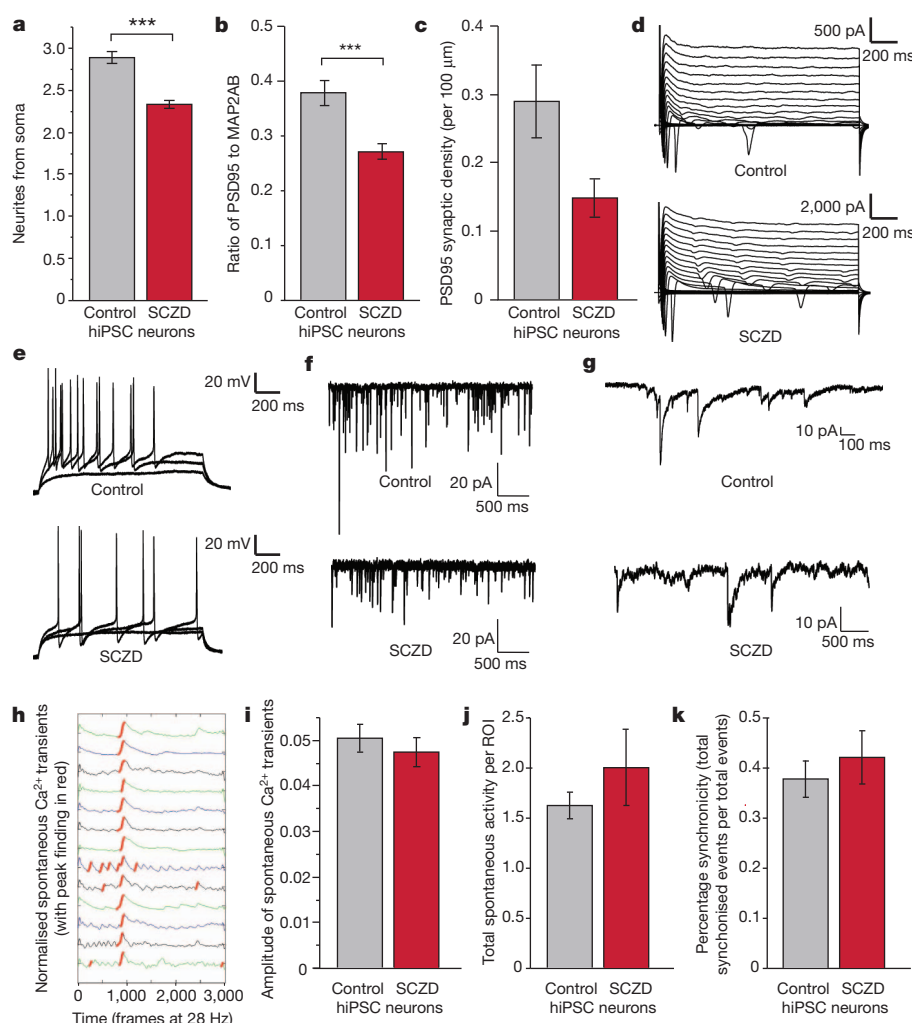 a
***
Neurites from soma
3.0
2.5
2.0
1.5
1.0
0.5
0
Control SCZD
hiPSC neurons
b
***
Ratio of PSD95 to MAP2AB
0.5
0.4
0.3
0.2
0.1
0
Control SCZD
hiPSC neurons
c
PSD95 synaptic density (per 100 μm)
0.4
0.3
0.2
0.1
0
Control SCZD
hiPSC neurons
d
500 pA
200 ms
Control
2,000 pA
200 ms
SCZD
e
20 mV
200 ms
Control
20 mV
200 ms
SCZD
f
Control
20 pA
500 ms
SCZD
20 pA
500 ms
g
10 pA
100 ms
Control
10 pA
500 ms
SCZD
h
Normalised spontaneous Ca2+ transients
(with peak finding in red)
0 1,000 2,000 3,000
Time (frames at 28 Hz)
i
Amplitude of spontaneous Ca2+ transients
0.05
0.04
0.03
0.02
0.01
0
Control SCZD
hiPSC neurons
j
Total spontaneous activity per ROI
2.5
2.0
1.5
1.0
0.5
0
Control SCZD
hiPSC neurons
k
Percentage synchronicity (total
synchonised events per total events)
0.5
0.4
0.3
0.2
0.1
0
Control SCZD
hiPSC neurons